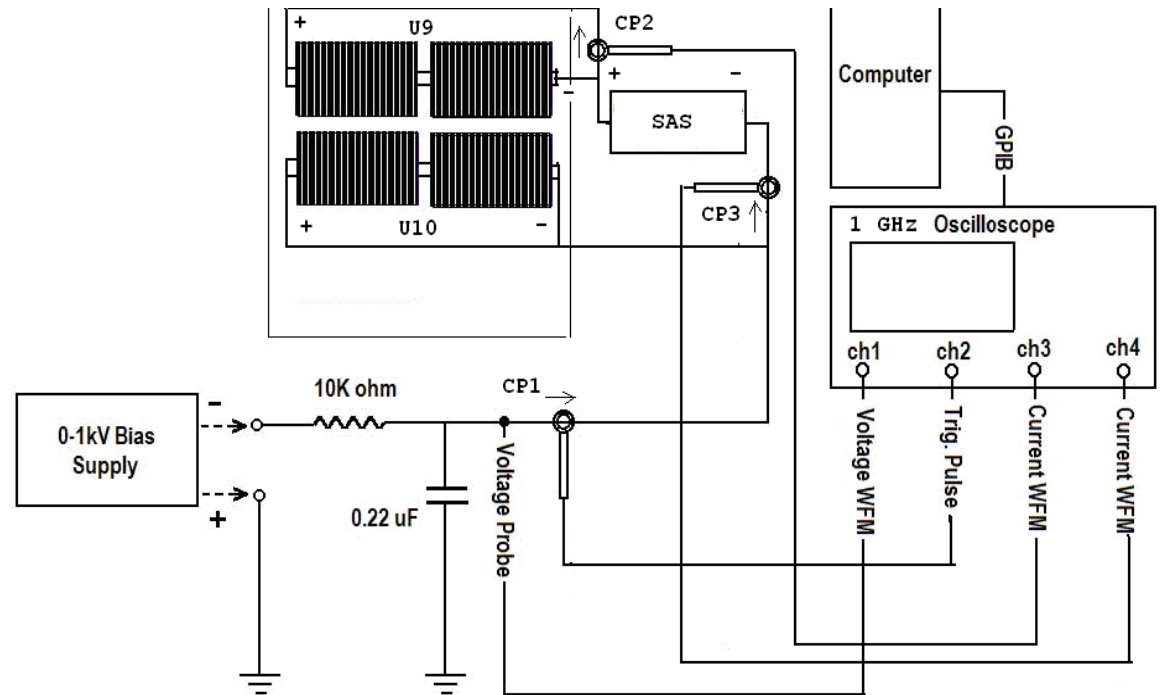 +
U9
CP2
+ -
-
SAS
Computer
GPIB
CP3
+
U10
-
1 GHz Oscilloscope
ch1
ch2
ch3
ch4
10K ohm
CP1
-
0-1kV Bias
Supply
+
0.22 uF
Voltage Probe
Voltage WFM
Trig. Pulse
Current WFM
Current WFM